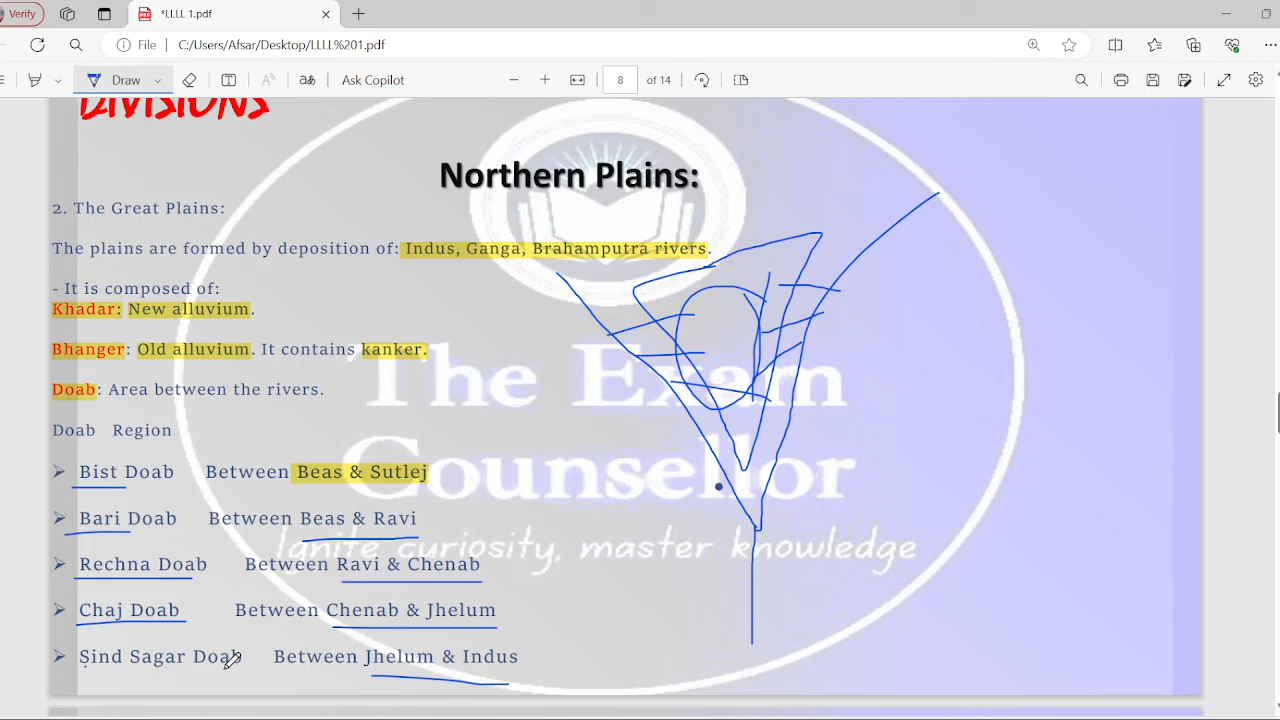 Verify
*LLLL 1.pdf
File
C:/Users/Afsar/Desktop/LLLL%201.pdf
Draw
Ask Copilot
8 of 14
DIVISIONS
Northern Plains:
2. The Great Plains:
The plains are formed by deposition of: Indus, Ganga, Brahamputra rivers.
- It is composed of:
Khadar: New alluvium.
Bhanger: Old alluvium. It contains kanker.
Doab: Area between the rivers.
Doab Region
➢ Bist Doab Between Beas & Sutlej
➢ Bari Doab Between Beas & Ravi
➢ Rechna Doab Between Ravi & Chenab
➢ Chaj Doab Between Chenab & Jhelum
➢ Sind Sagar Doab Between Jhelum & Indus
The Exam
Counsellor
Ignite curiosity, master knowledge